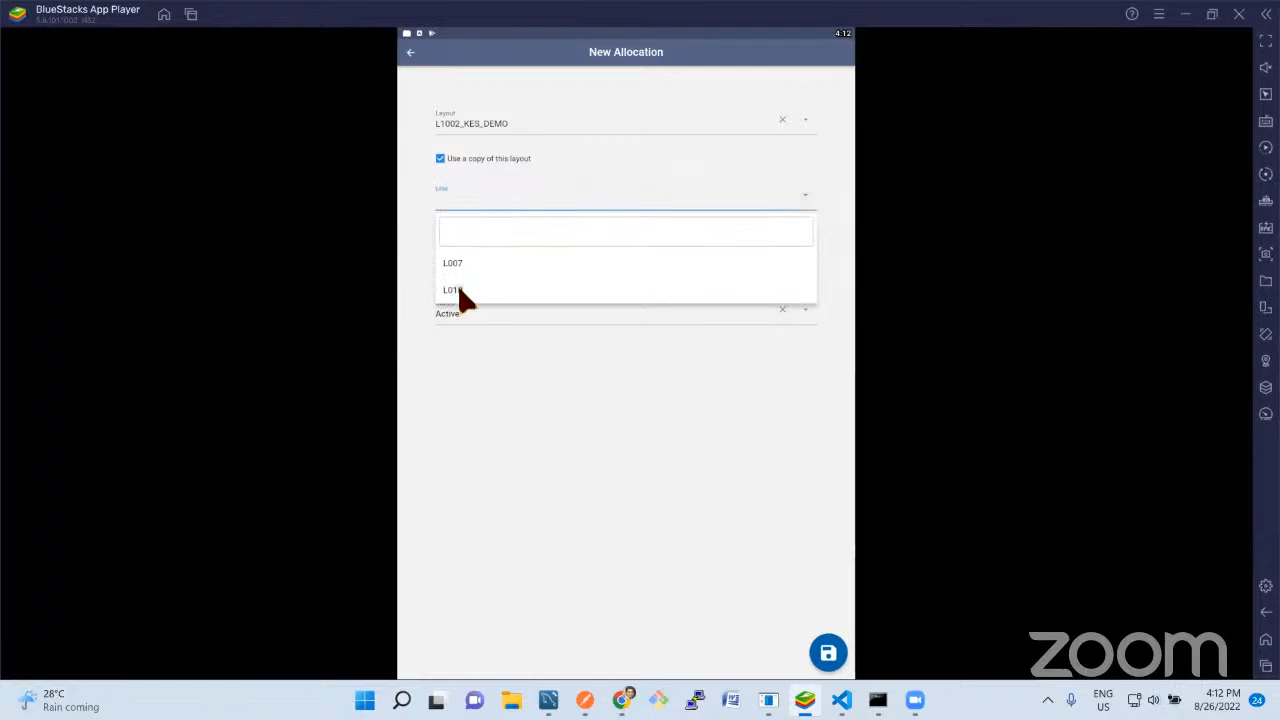 BlueStacks App Player
4:12
New Allocation
Layout
L1002_KES_DEMO
Use a copy of this layout
Line
L007
Active
zoom
28°C
Rain coming
ENG
US
4:12 PM
8/26/2022
24